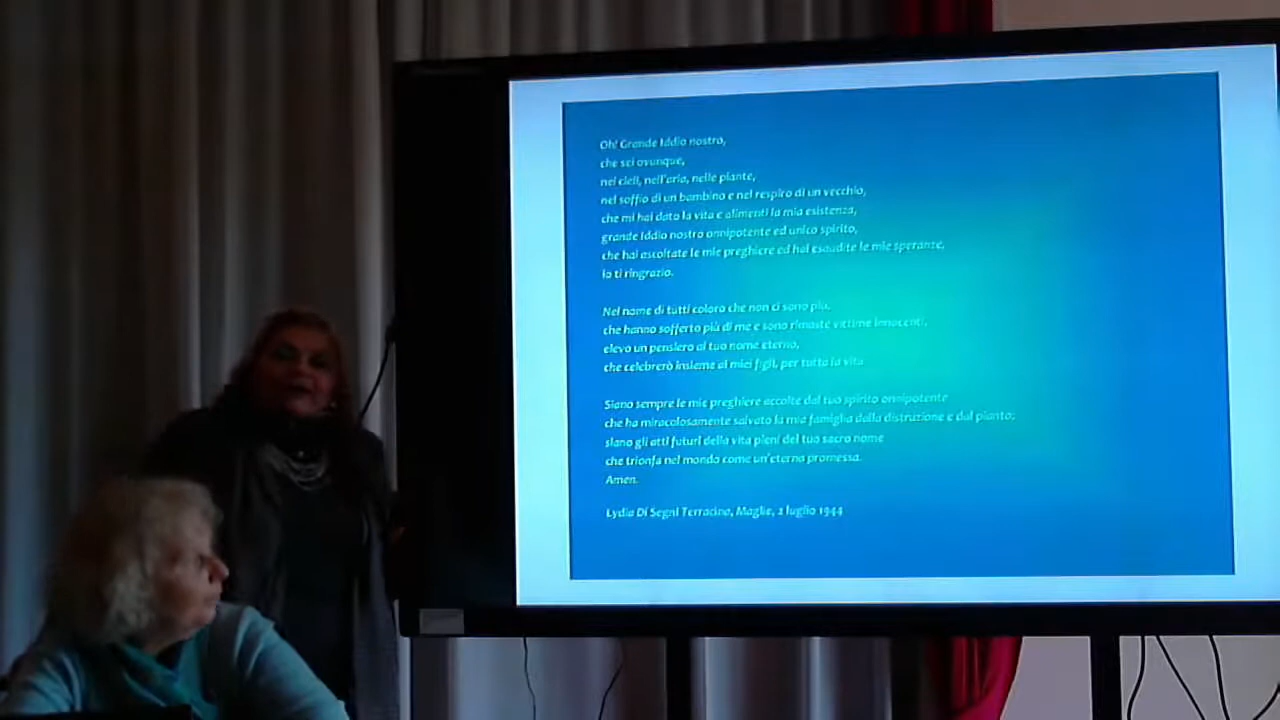 Oh! Grande Iddio nostro,
che sei ovunque,
nei cieli, nell'aria, nelle piante,
nel soffio di un bambino e nel respiro di un vecchio,
che mi hai dato la vita e alimenti la mia esistenza,
grande Iddio nostro onnipotente ed unico spirito,
che hai ascoltate le mie preghiere ed hai esaudite le mie speranze,
Io ti ringrazio.
Nel nome di tutti coloro che non ci sono più,
che hanno sofferto più di me e sono rimaste vittime innocenti,
elevo un pensiero al tuo nome eterno,
che celebrerò insieme ai miei figli, per tutta la vita
Siano sempre le mie preghiere accolte dal tuo spirito onnipotente
che ha miracolosamente salvato la mia famiglia dalla distruzione e dal pianto;
siano gli atti futuri della vita pieni del tuo sacro nome
che trionfa nel mondo come un'eterna promessa.
Amen.
Lydia Di Segni Terracina, Maglie, 2 luglio 1944